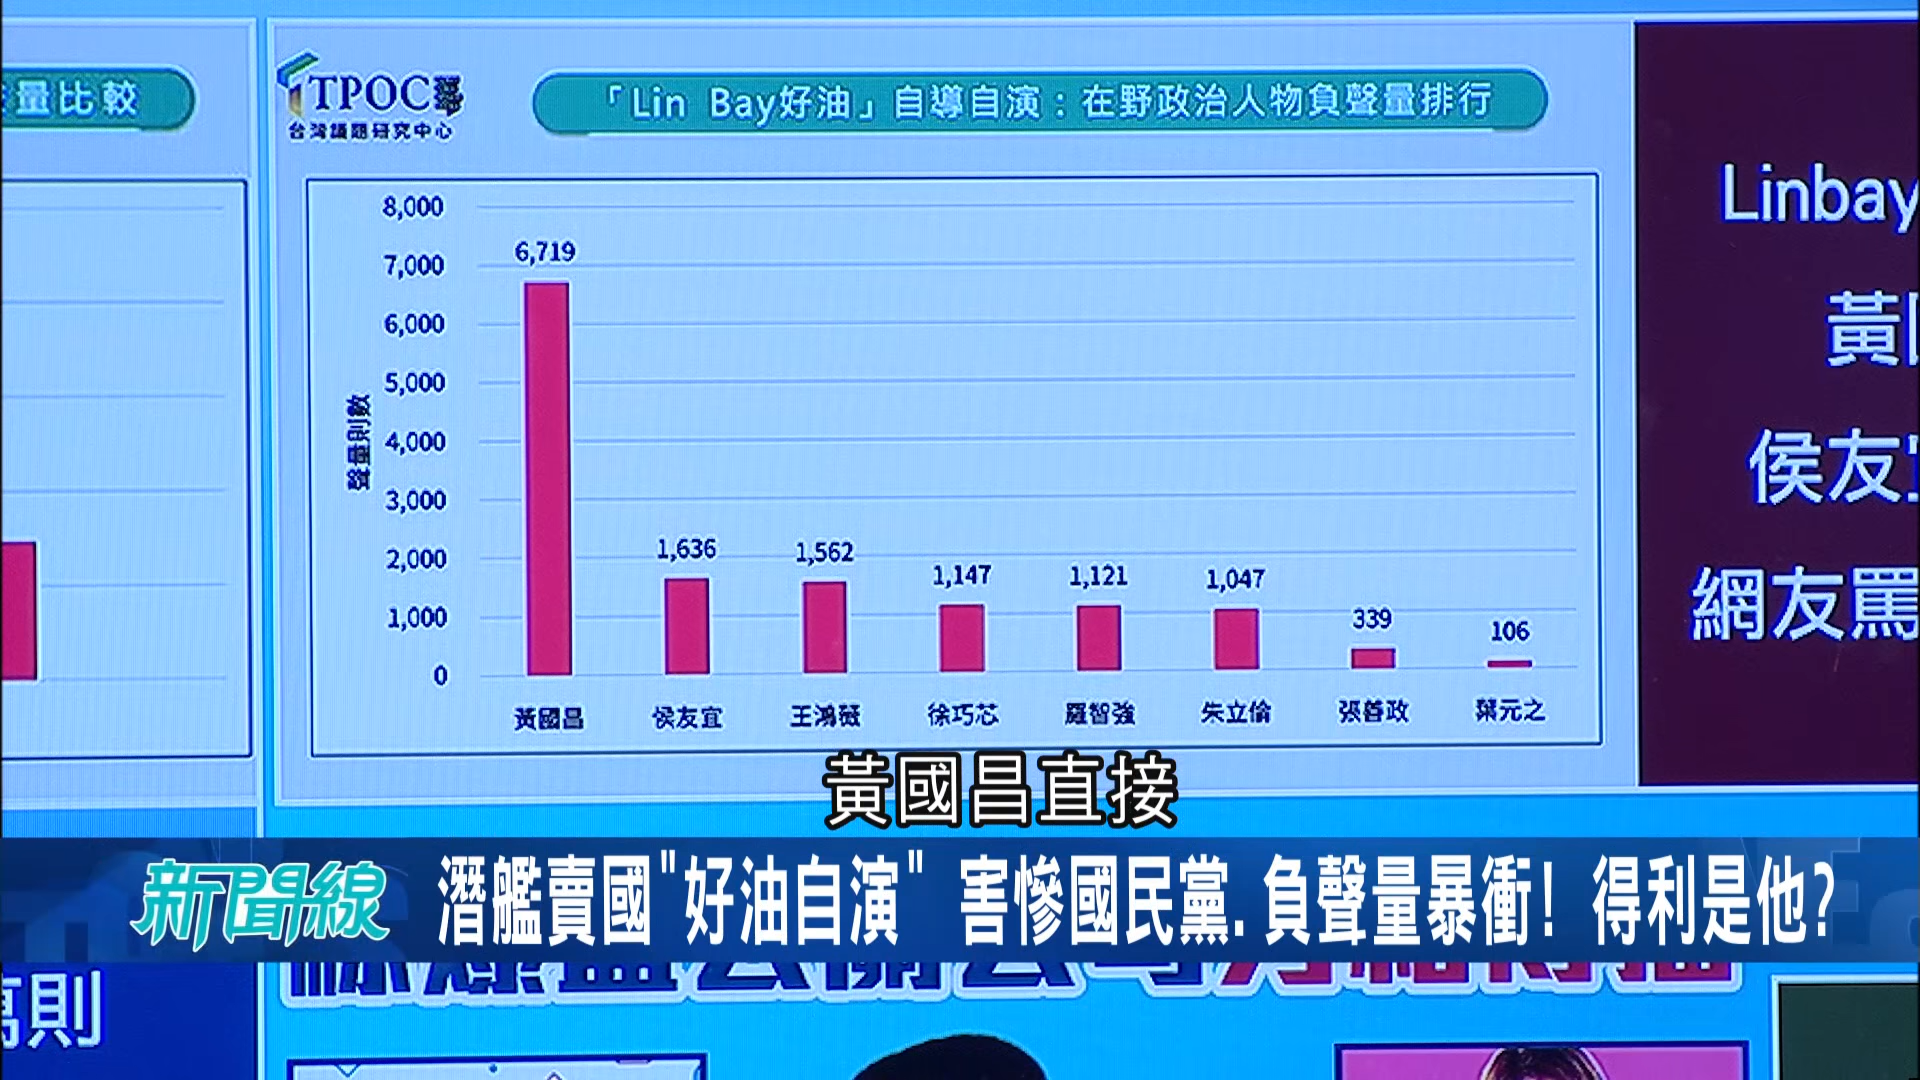 量比較
TPOC
台灣議題研究中心
「Lin Bay好油」自導自演：在野政治人物負聲量排行
聲量則數
8,000
7,000
6,000
5,000
4,000
3,000
2,000
1,000
0
6,719
1,636
1,562
1,147
1,121
1,047
339
106
黃國昌
侯友宜
王鴻薇
徐巧芯
羅智強
朱立倫
張善政
葉元之
Linbay
黃
侯友
網友罵
黃國昌直接
新聞線
潛艦賣國"好油自演" 害慘國民黨.負聲量暴衝! 得利是他?
則